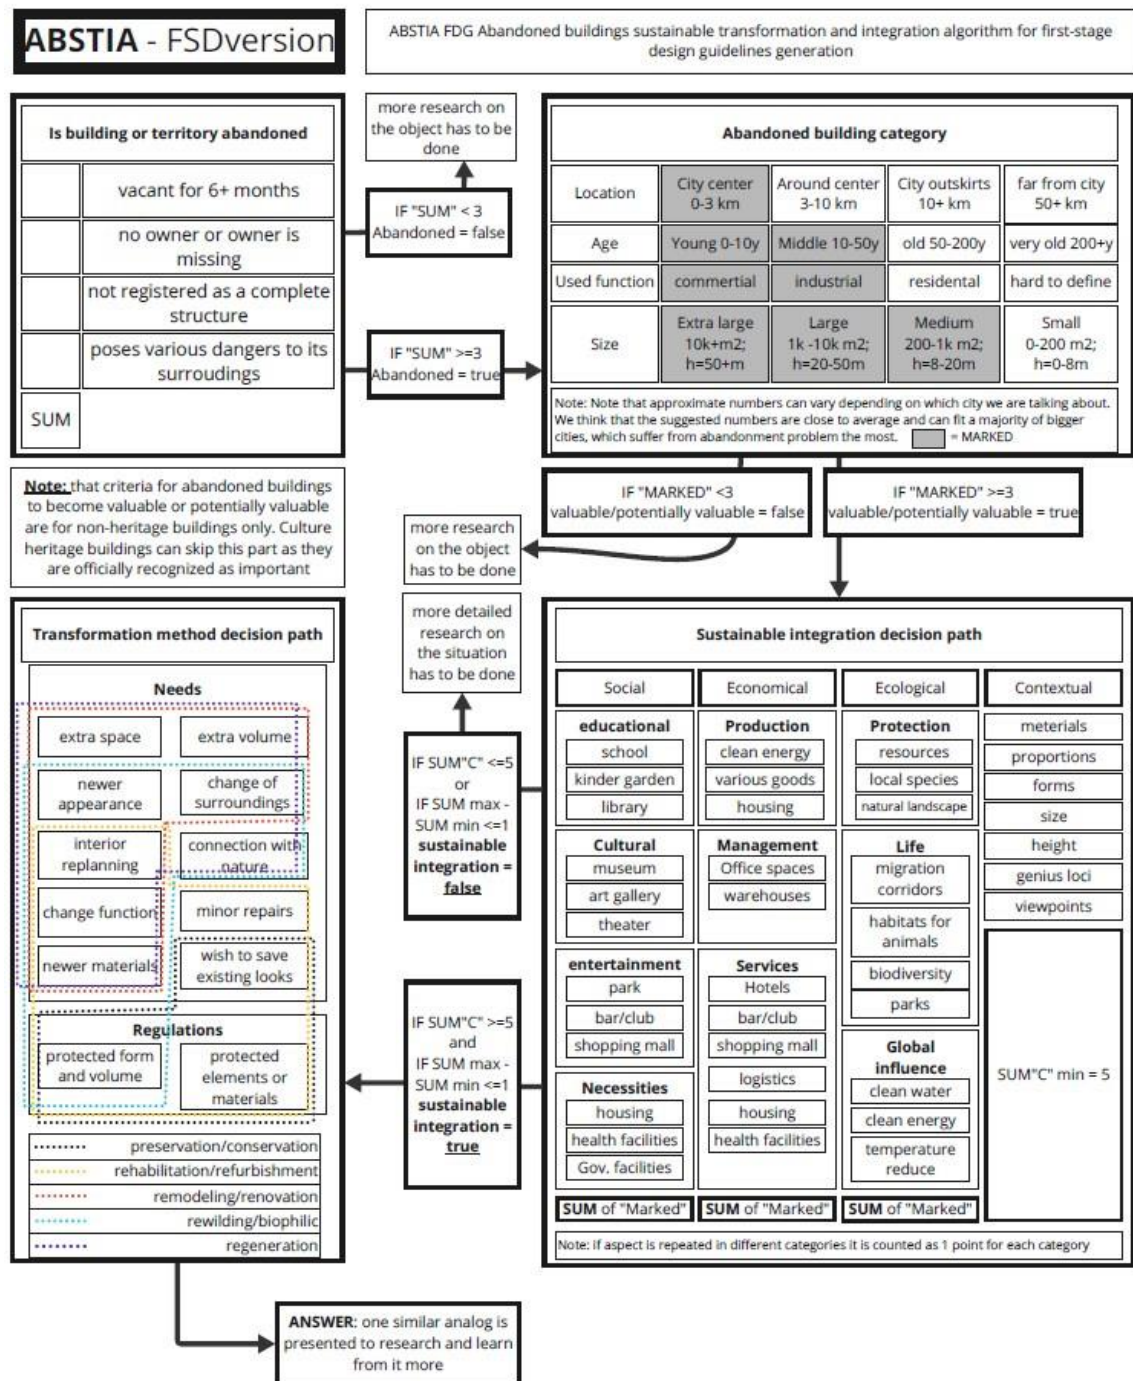 ABSTIA - FSDversion
ABSTIA FDG Abandoned buildings sustainable transformation and integration algorithm for first-stage
design guidelines generation
Is building or territory abandoned
vacant for 6+ months
no owner or owner is
missing
not registered as a complete
structure
poses various dangers to its
surroudings
SUM
more research on
the object has to be
done
IF "SUM" < 3
Abandoned = false
IF "SUM" >=3
Abandoned = true
Abandoned building category
Location
City center
0-3 km
Around center
3-10 km
City outskirts
10+ km
far from city
50+ km
Age
Young 0-10y
Middle 10-50y
old 50-200y
very old 200+y
Used function
commertial
industrial
residental
hard to define
Size
Extra large
10k+m2;
h=50+m
Large
1k -10k m2;
h=20-50m
Medium
200-1k m2;
h=8-20m
Small
0-200 m2;
h=0-8m
Note: Note that approximate numbers can vary depending on which city we are talking about.
We think that the suggested numbers are close to average and can fit a majority of bigger
cities, which suffer from abandonment problem the most.
= MARKED
Note: that criteria for abandoned buildings
to become valuable or potentially valuable
are for non-heritage buildings only. Culture
heritage buildings can skip this part as they
are officially recognized as important
IF "MARKED" <3
valuable/potentially valuable = false
IF "MARKED" >=3
valuable/potentially valuable = true
more research
on the object
has to be done
more detailed
research on
the situation
has to be done
Transformation method decision path
Needs
extra space
extra volume
newer
appearance
change of
surroundings
interior
replanning
connection with
nature
change function
minor repairs
newer materials
wish to save
existing looks
Regulations
protected form
and volume
protected
elements or
materials
preservation/conservation
rehabilitation/refurbishment
remodeling/renovation
rewilding/biophilic
regeneration
IF SUM"C" <=5
or
IF SUM max -
SUM min <=1
sustainable
integration =
false
IF SUM"C" >=5
and
IF SUM max -
SUM min <=1
sustainable
integration =
true
Sustainable integration decision path
Social
Economical
Ecological
Contextual
educational
school
kinder garden
library
Cultural
museum
art gallery
theater
entertainment
park
bar/club
shopping mall
Necessities
housing
health facilities
Gov. facilities
SUM of "Marked"
Production
clean energy
various goods
housing
Management
Office spaces
warehouses
Services
Hotels
bar/club
shopping mall
logistics
housing
health facilities
SUM of "Marked"
Protection
resources
local species
natural landscape
Life
migration
corridors
habitats for
animals
biodiversity
parks
Global
influence
clean water
clean energy
temperature
reduce
SUM of "Marked"
meterials
proportions
forms
size
height
genius loci
viewpoints
SUM"C" min = 5
Note: if aspect is repeated in different categories it is counted as 1 point for each category
ANSWER: one similar analog is
presented to research and learn
from it more